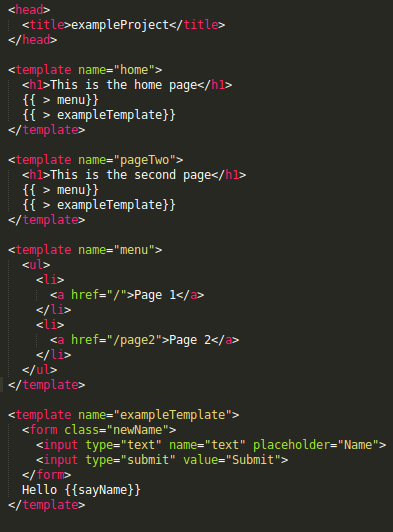 <head>
  <title>exampleProject</title>
</head>

<template name="home">
  <h1>This is the home page</h1>
  {{ > menu}}
  {{ > exampleTemplate}}
</template>

<template name="pageTwo">
  <h1>This is the second page</h1>
  {{ > menu}}
  {{ > exampleTemplate}}
</template>

<template name="menu">
  <ul>
    <li>
      <a href="/">Page 1</a>
    </li>
    <li>
      <a href="/page2">Page 2</a>
    </li>
  </ul>
</template>

<template name="exampleTemplate">
  <form class="newName">
    <input type="text" name="text" placeholder="Name">
    <input type="submit" value="Submit">
  </form>
  Hello {{sayName}}
</template>